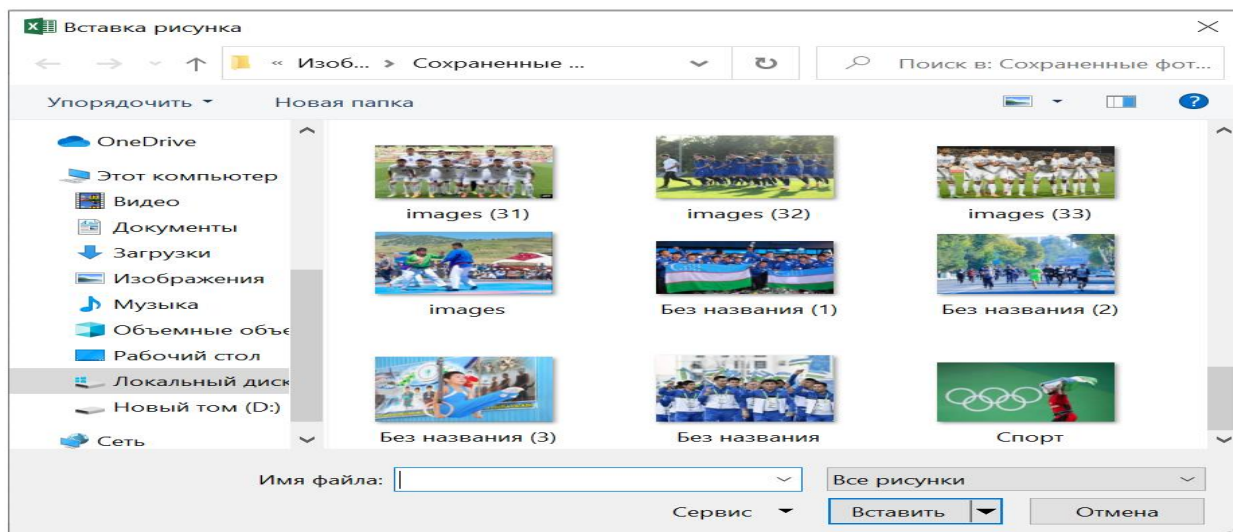 Вставка рисунка
« Изоб... > Сохраненные ...
Поиск в: Сохраненные фот...
Упорядочить
Новая папка
OneDrive
Этот компьютер
Видео
Документы
Загрузки
Изображения
Музыка
Объемные объе
Рабочий стол
Локальный диск
Новый том (D:)
Сеть
images (31)
images (32)
images (33)
images
Без названия (1)
Без названия (2)
Без названия (3)
Без названия
Спорт
Имя файла:
Все рисунки
Сервис
Вставить
Отмена